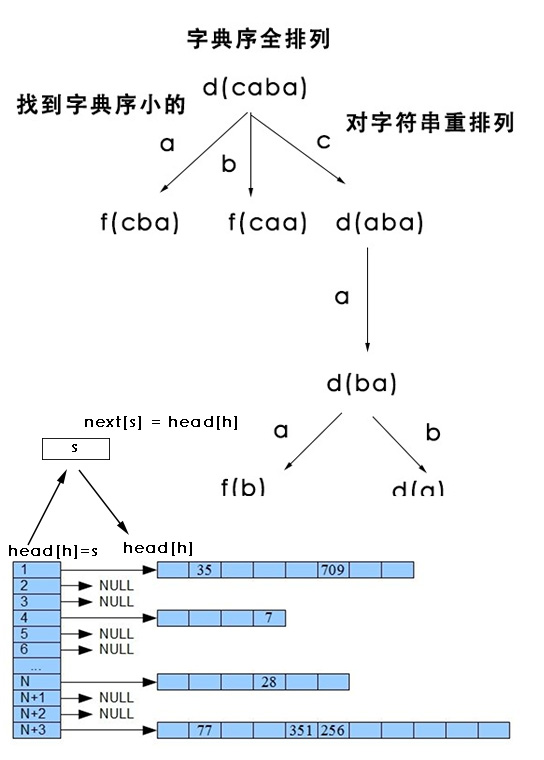 字典序全排列
d(caba)
找到字典序小的
对字符串重排列
a
b
c
f(cba)
f(caa)
d(aba)
a
d(ba)
a
b
f(b)
d(a)
next[s] = head[h]
s
head[h]=s
head[h]
1
35
709
2
NULL
3
NULL
4
7
5
NULL
6
NULL
...
N
28
N+1
NULL
N+2
NULL
N+3
77
351
256